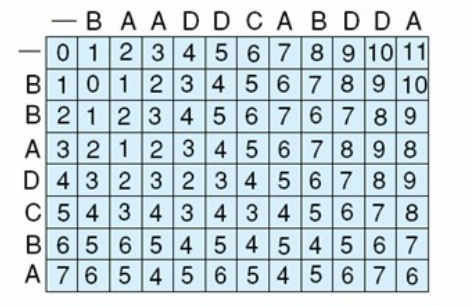 — B A A D D C A B D D A
— 0 1 2 3 4 5 6 7 8 9 10 11
B 1 0 1 2 3 4 5 6 7 8 9 10
B 2 1 2 3 4 5 6 7 6 7 8 9
A 3 2 1 2 3 4 5 6 7 8 9 8
D 4 3 2 3 2 3 4 5 6 7 8 9
C 5 4 3 4 3 4 3 4 5 6 7 8
B 6 5 6 5 4 5 4 5 4 5 6 7
A 7 6 5 4 5 6 5 4 5 6 7 6